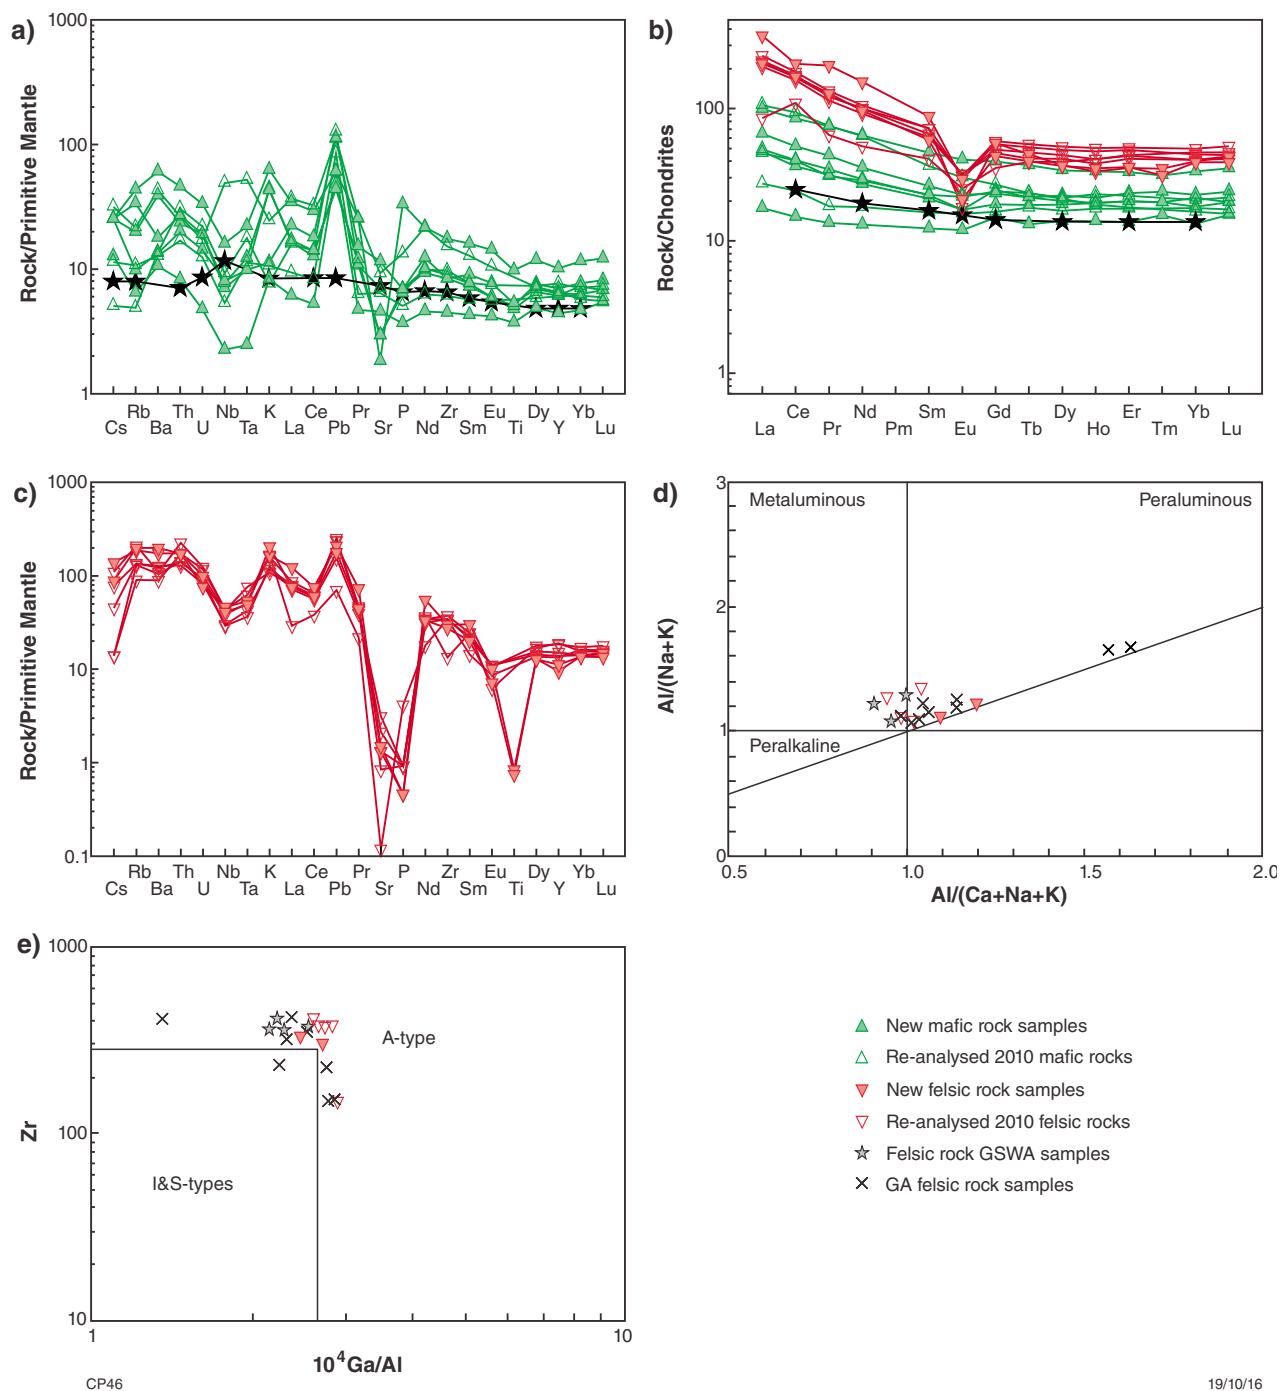 a)
1000
100
10
1
Rock/Primitive Mantle
Rb Th Nb K Ce Pr P Zr Eu Dy Yb
Cs Ba U Ta La Pb Sr Nd Sm Ti Y Lu
b)
100
10
1
Rock/Chondrites
Ce Nd Sm Gd Dy Er Yb
La Pr Pm Eu Tb Ho Tm Lu
c)
1000
100
10
1
0.1
Rock/Primitive Mantle
Rb Th Nb K Ce Pr P Zr Eu Dy Yb
Cs Ba U Ta La Pb Sr Nd Sm Ti Y Lu
d)
3
2
1
0
Al/(Na+K)
Metaluminous
Peraluminous
Peralkaline
0.5 1.0 1.5 2.0
Al/(Ca+Na+K)
e)
1000
100
10
Zr
A-type
I&S-types
1 10
10⁴Ga/Al
New mafic rock samples
Re-analysed 2010 mafic rocks
New felsic rock samples
Re-analysed 2010 felsic rocks
Felsic rock GSWA samples
GA felsic rock samples
CP46
19/10/16